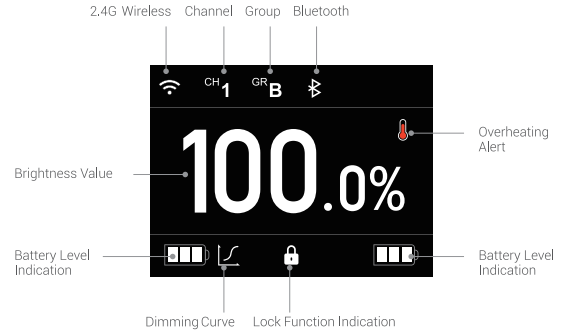 2.4G Wireless Channel Group Bluetooth
CH 1 GR B
Overheating
Alert
Brightness Value
100.0%
Battery Level
Indication
Battery Level
Indication
Dimming Curve Lock Function Indication